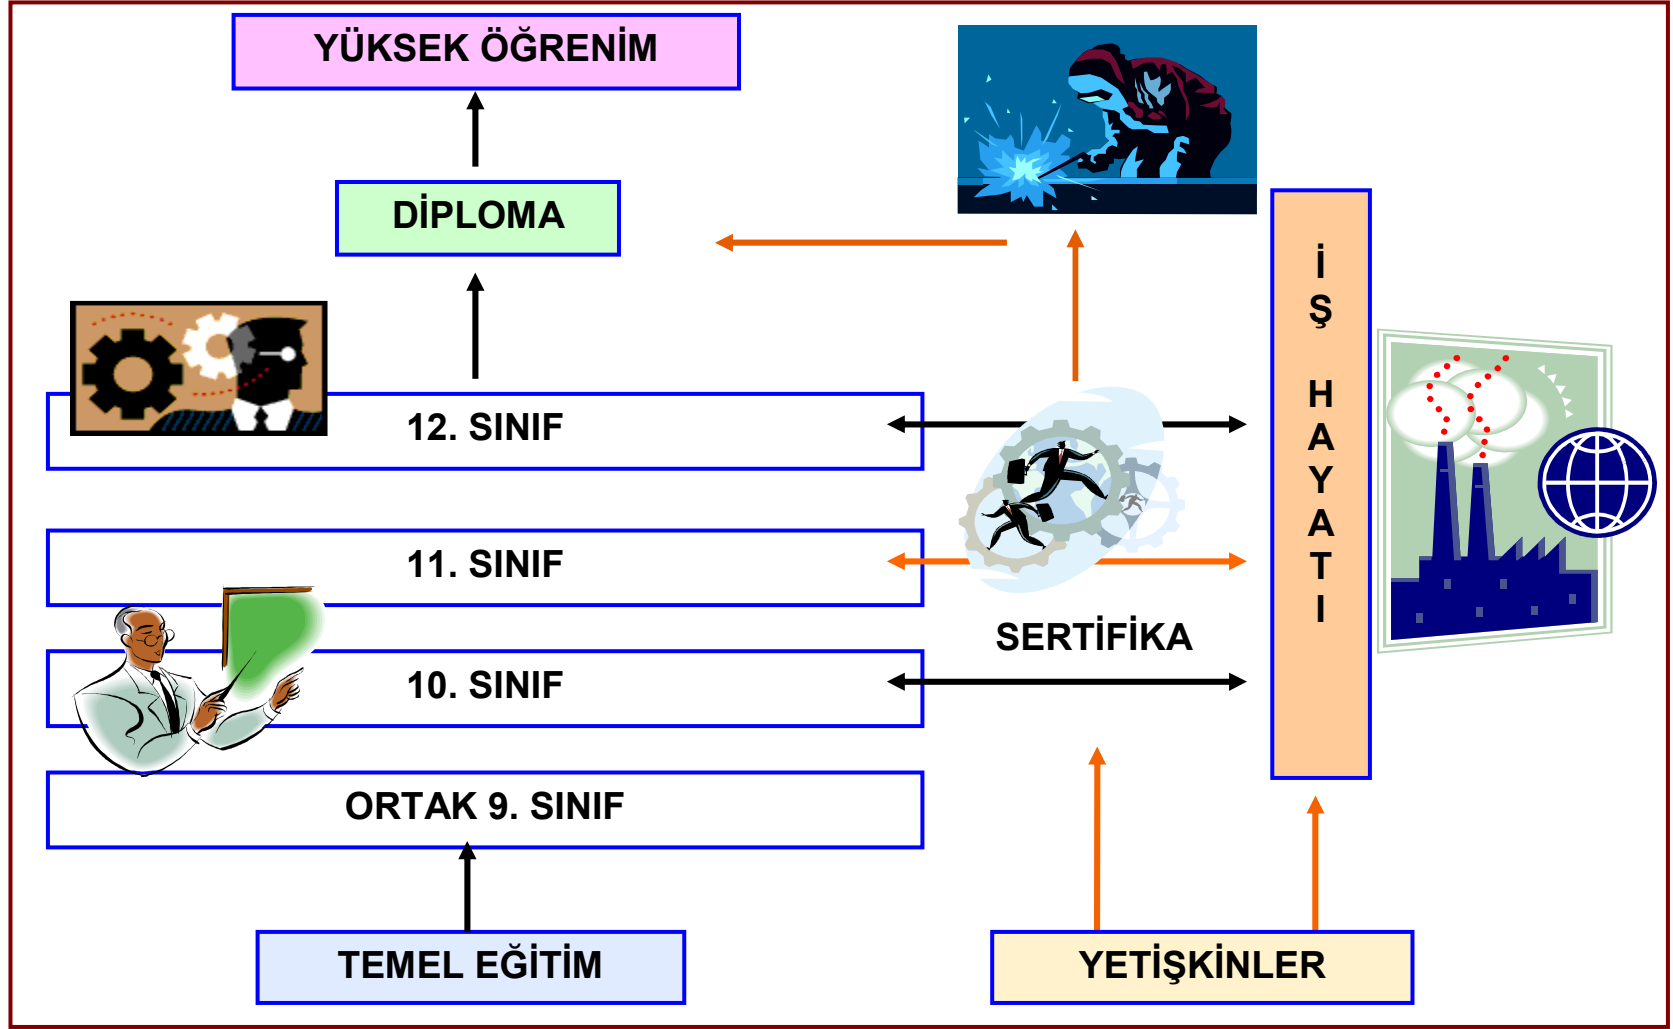 YÜKSEK ÖĞRENİM
DİPLOMA
12. SINIF
11. SINIF
SERTİFİKA
10. SINIF
ORTAK 9. SINIF
TEMEL EĞİTİM
YETİŞKİNLER
İ
Ş
H
A
Y
A
T
I